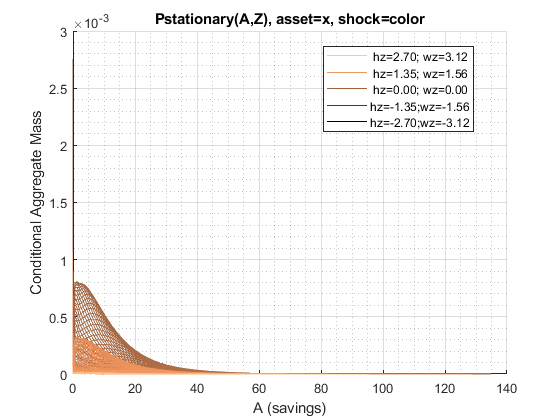 Pstationary(A,Z), asset=x, shock=color
×10⁻³
3
2.5
2
1.5
1
0.5
0
Conditional Aggregate Mass
hz=2.70; wz=3.12
hz=1.35; wz=1.56
hz=0.00; wz=0.00
hz=-1.35;wz=-1.56
hz=-2.70;wz=-3.12
0 20 40 60 80 100 120 140
A (savings)